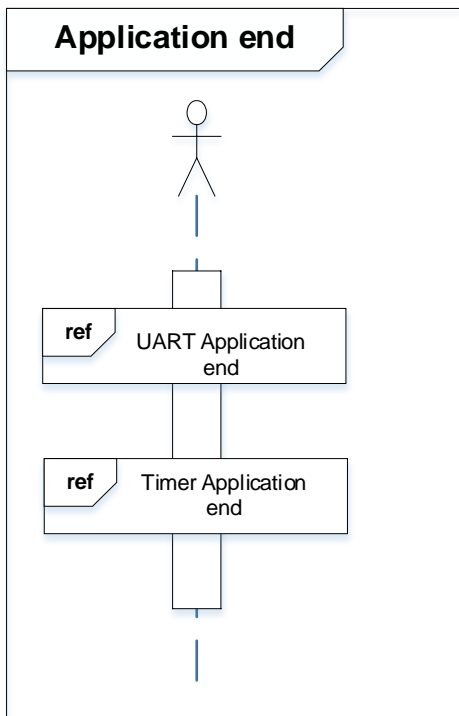 Application end
ref
UART Application
end
ref
Timer Application
end